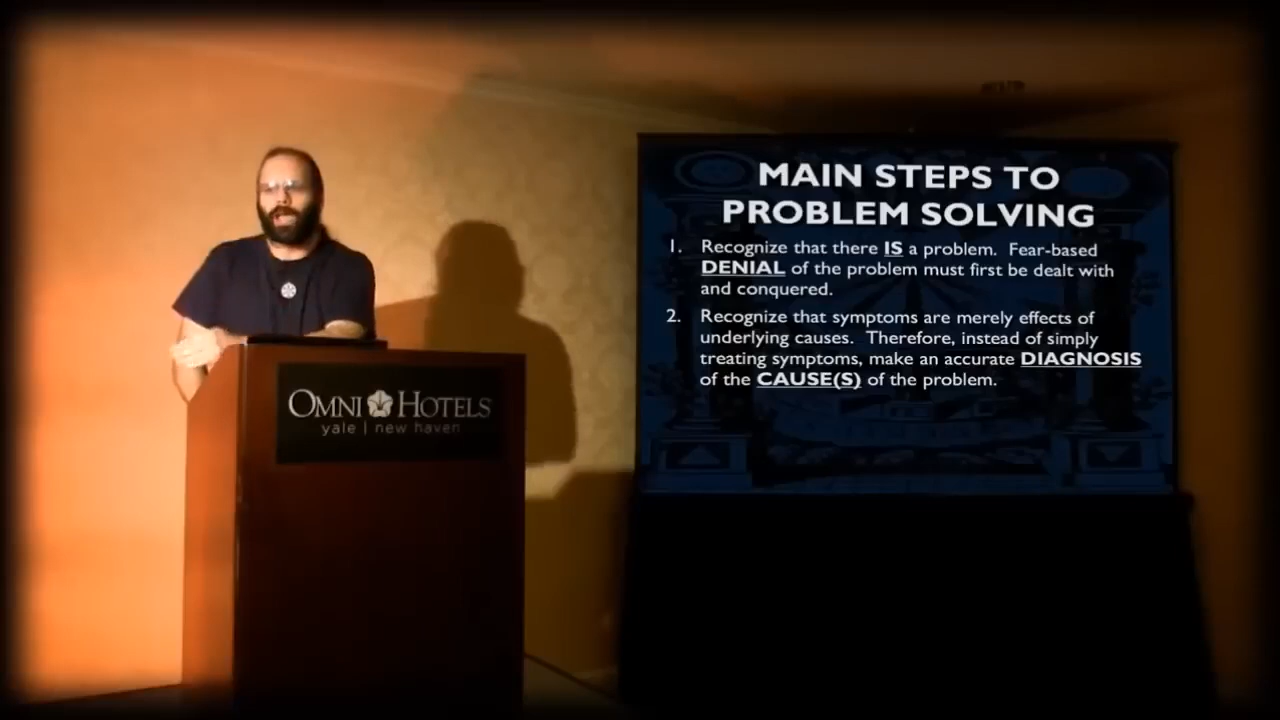 OMNI HOTELS
yale | new haven
MAIN STEPS TO
PROBLEM SOLVING
1. Recognize that there IS a problem. Fear-based
DENIAL of the problem must first be dealt with
and conquered.
2. Recognize that symptoms are merely effects of
underlying causes. Therefore, instead of simply
treating symptoms, make an accurate DIAGNOSIS
of the CAUSE(S) of the problem.